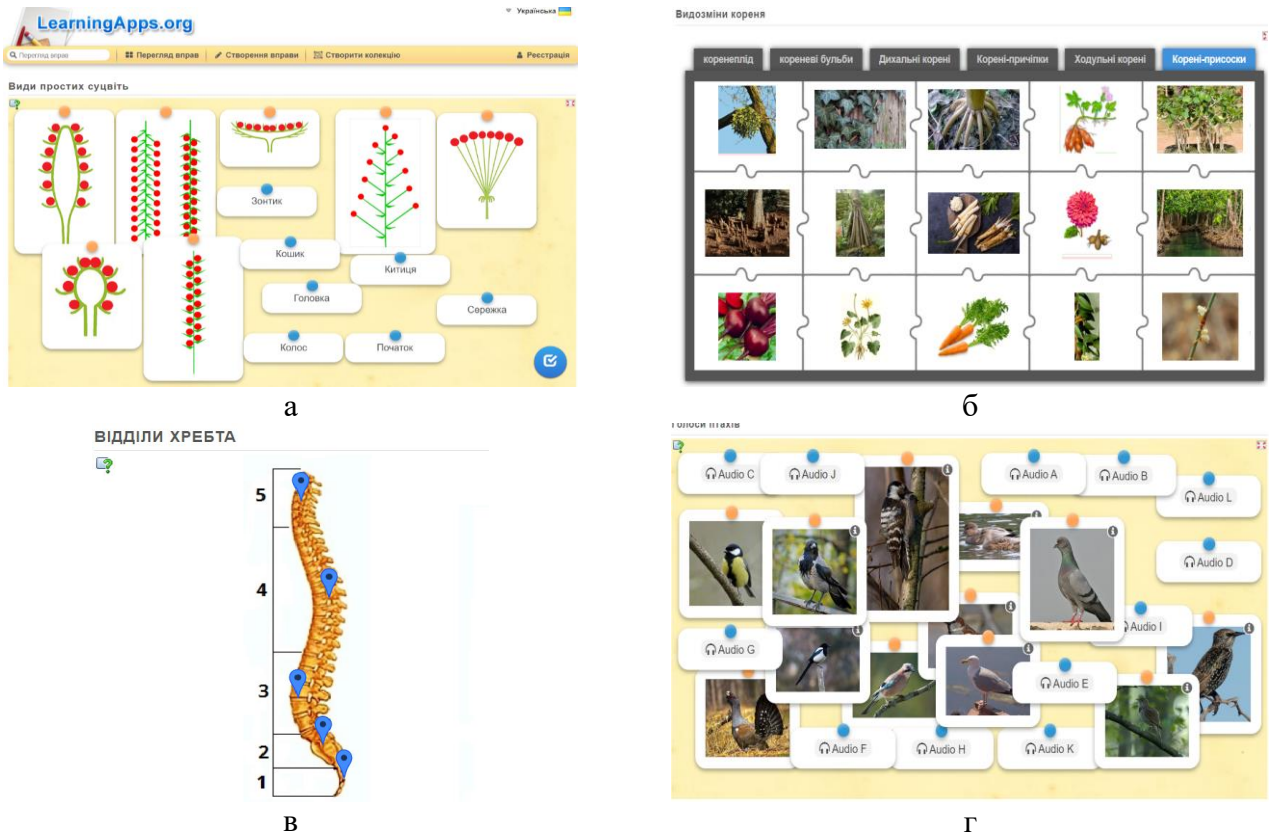 LearningApps.org
Українська
Перегляд вправ
Перегляд вправ
Створення вправи
Створити колекцію
Реєстрація
Види простих суцвіть
Зонтик
Кошик
Китиця
Головка
Сережка
Колос
Початок
а
Видозміни кореня
коренеплід
кореневі бульби
Дихальні корені
Корені-причіпки
Ходульні корені
Корені-присоски
б
ВІДДІЛИ ХРЕБТА
5
4
3
2
1
в
Голоси птахів
Audio C
Audio J
Audio A
Audio B
Audio L
Audio D
Audio G
Audio I
Audio E
Audio F
Audio H
Audio K
г